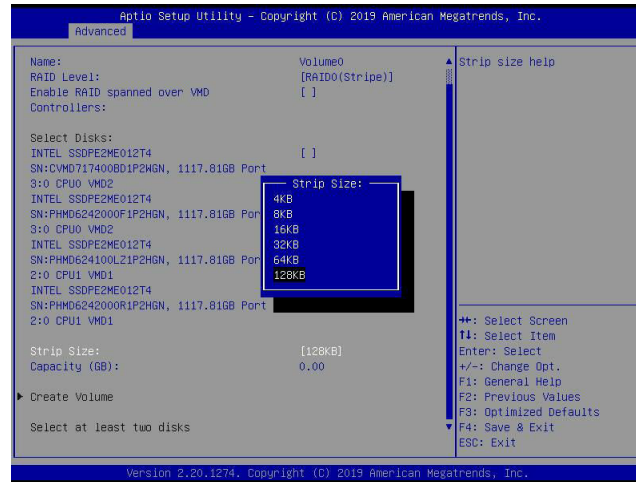 Aptio Setup Utility – Copyright (C) 2019 American Megatrends, Inc.
Advanced
Name: Volume0
RAID Level: [RAID0(Stripe)]
Enable RAID spanned over VMD [ ]
Controllers:
Select Disks:
INTEL SSDPE2ME012T4 [ ]
SN:CVMD717400BD1P2WGN, 1117.81GB Port
3:0 CPU0 VMD2
INTEL SSDPE2ME012T4
SN:PHMD6242000F1P2HGN, 1117.81GB Por
3:0 CPU0 VMD2
INTEL SSDPE2ME012T4
SN:PHMD624100LZ1P2HGN, 1117.81GB Por
2:0 CPU1 VMD1
INTEL SSDPE2ME012T4
SN:PHMD6242000R1P2HGN, 1117.81GB Port
2:0 CPU1 VMD1
Strip Size: [128KB]
Capacity (GB): 0.00
Create Volume
Select at least two disks
Strip Size:
4KB
8KB
16KB
32KB
64KB
128KB
Strip size help
→←: Select Screen
↑↓: Select Item
Enter: Select
+/-: Change Opt.
F1: General Help
F2: Previous Values
F3: Optimized Defaults
F4: Save & Exit
ESC: Exit
Version 2.20.1274. Copyright (C) 2019 American Megatrends, Inc.